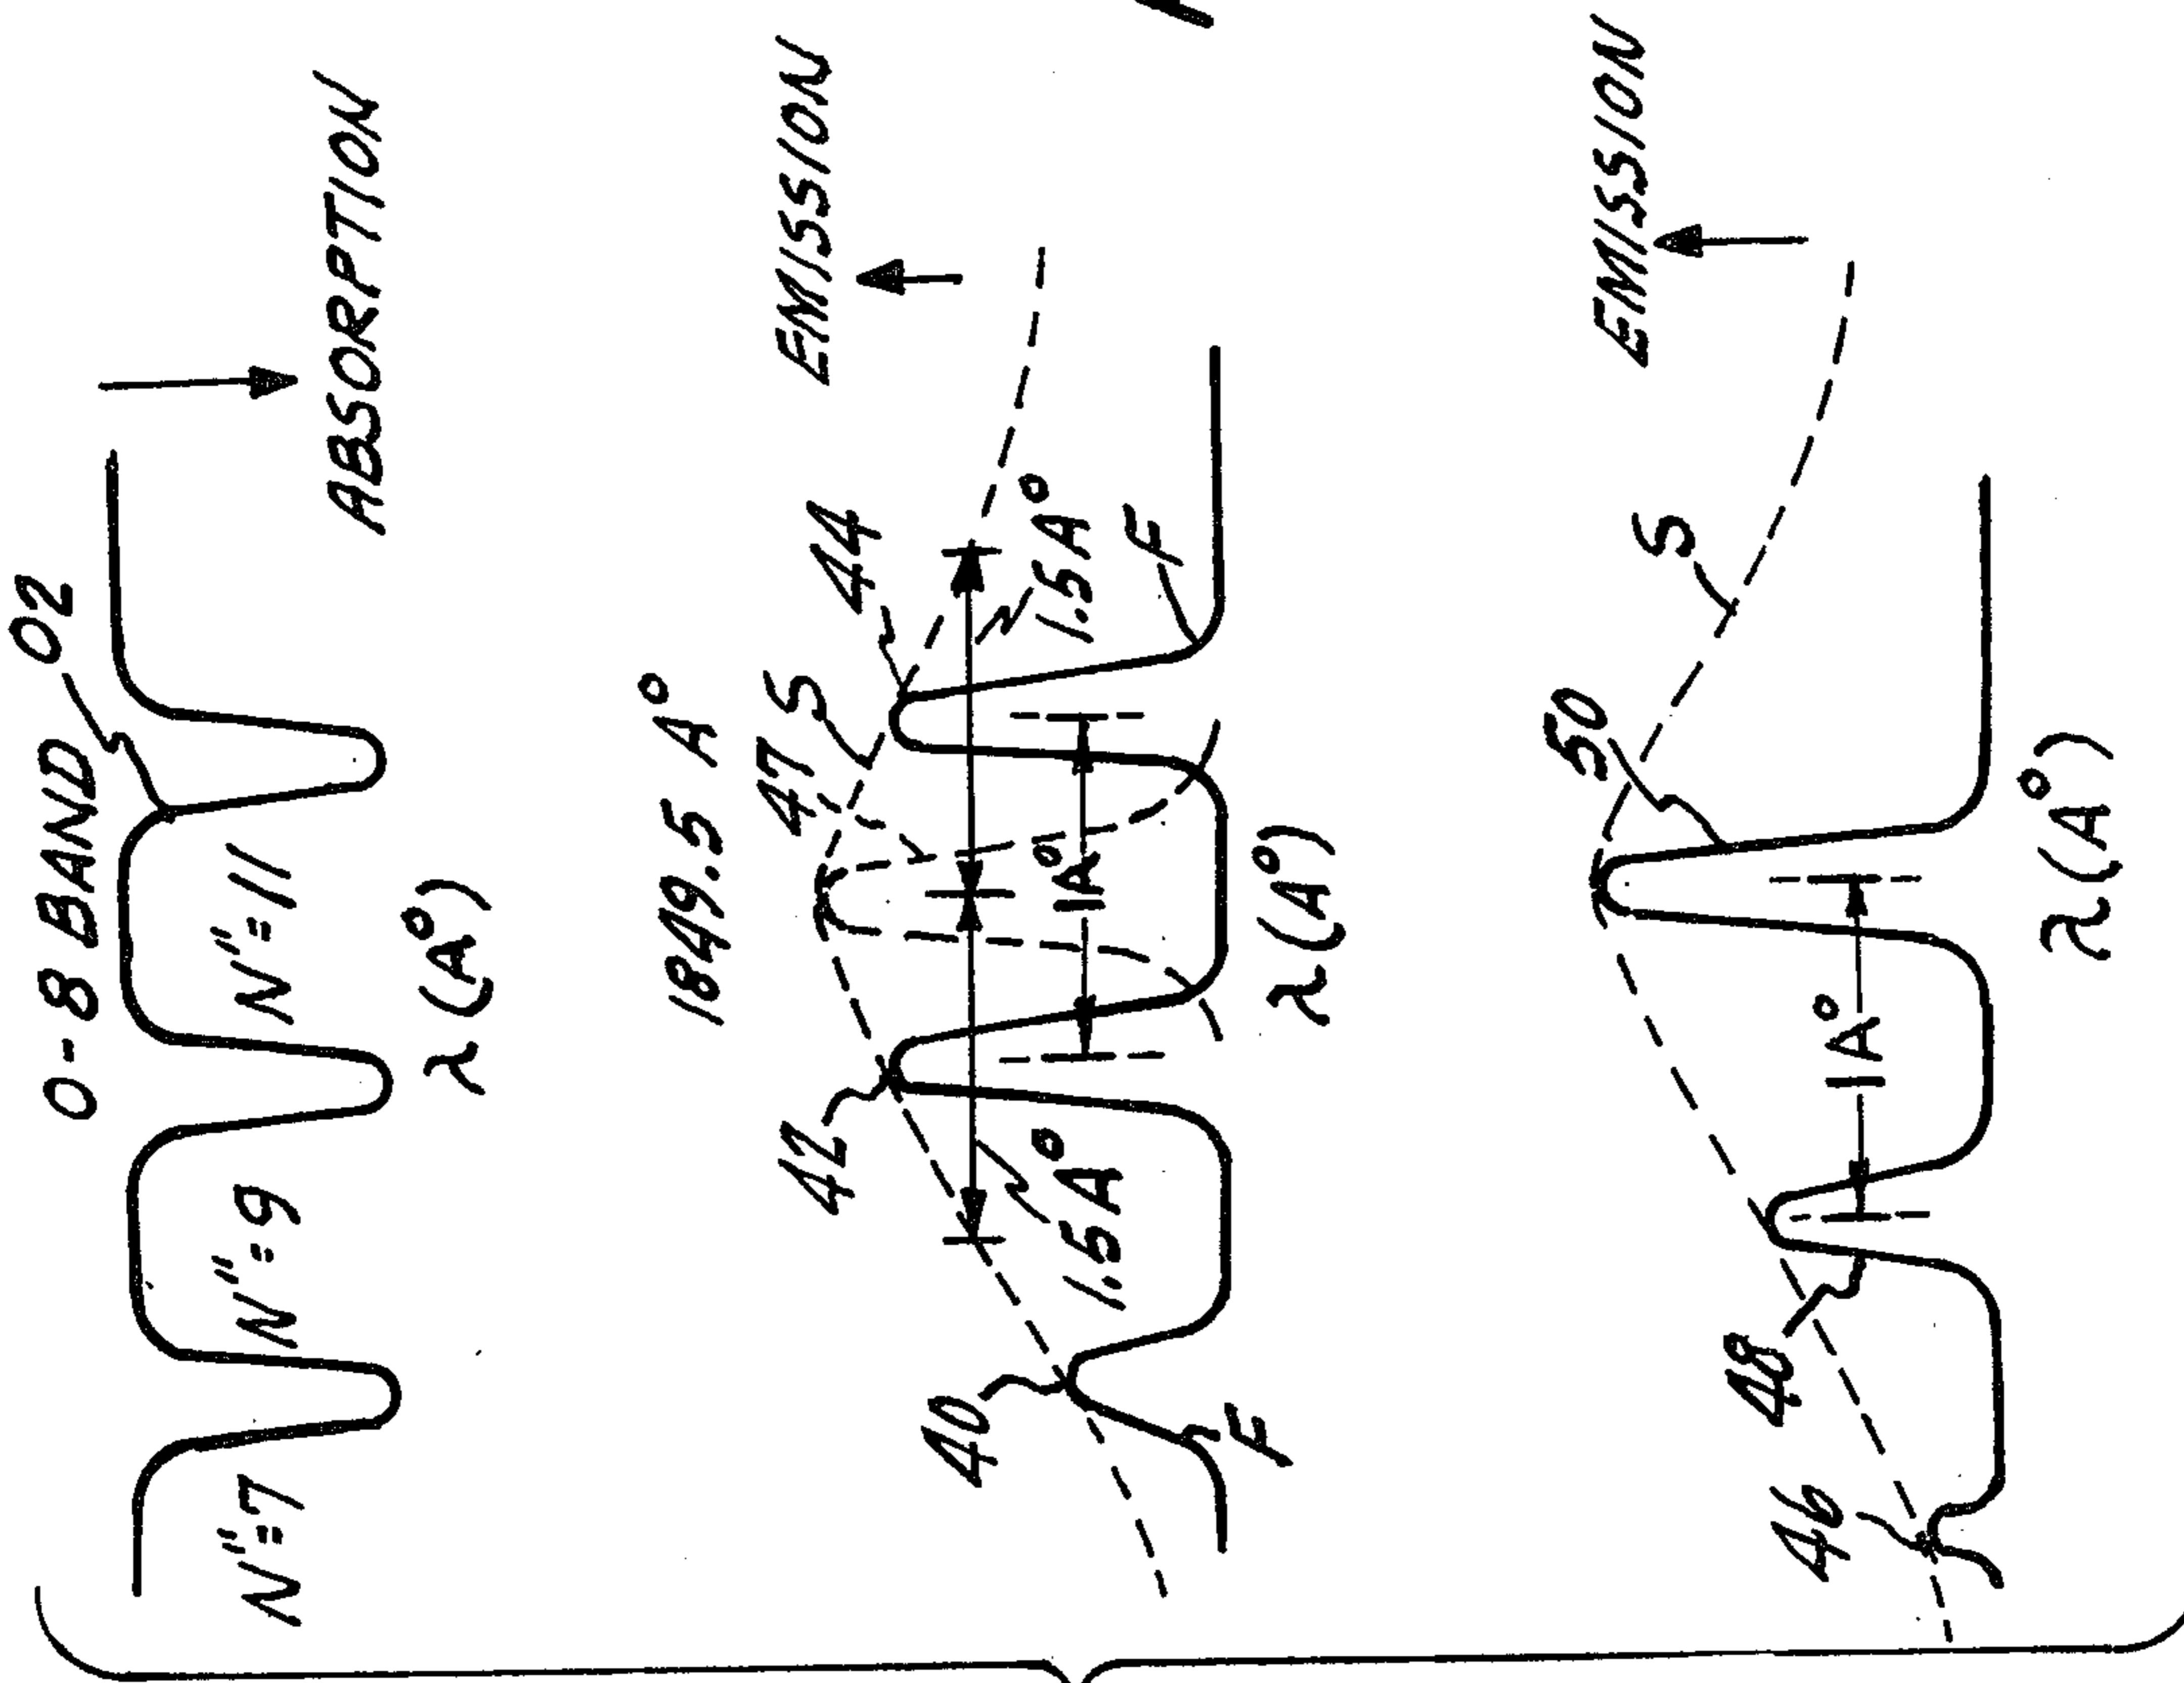 0-8 BAND
O2
N"=7
N"=9
N"=11
ABSORPTION
λ(A°)
1849.5 A°
40
42
47
S
44
EMISSION
1.5A°
1A°
1.5A°
F
F
λ(A°)
46
48
50
S
EMISSION
1A°
λ(A°)